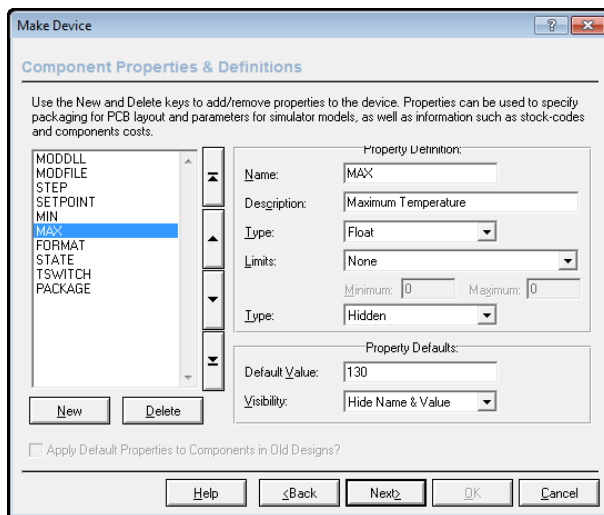 Make Device
Component Properties & Definitions
Use the New and Delete keys to add/remove properties to the device. Properties can be used to specify
packaging for PCB layout and parameters for simulator models, as well as information such as stock-codes
and components costs.
MODDLL
MODFILE
STEP
SETPOINT
MIN
MAX
FORMAT
STATE
TSWITCH
PACKAGE
Property Definition:
Name: MAX
Description: Maximum Temperature
Type: Float
Limits: None
Minimum: 0 Maximum: 0
Type: Hidden
Property Defaults:
Default Value: 130
Visibility: Hide Name & Value
New Delete
Apply Default Properties to Components in Old Designs?
Help <Back Next> OK Cancel